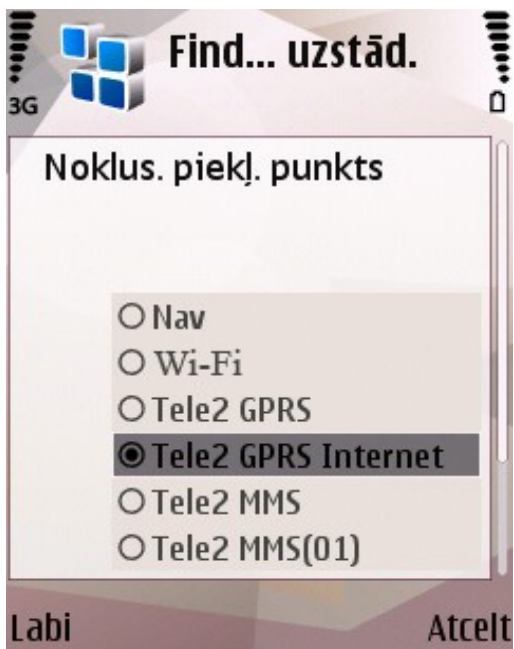 Find... uzstād.
3G
Noklus. piekļ. punkts
Nav
Wi-Fi
Tele2 GPRS
Tele2 GPRS Internet
Tele2 MMS
Tele2 MMS(01)
Labi
Atcelt